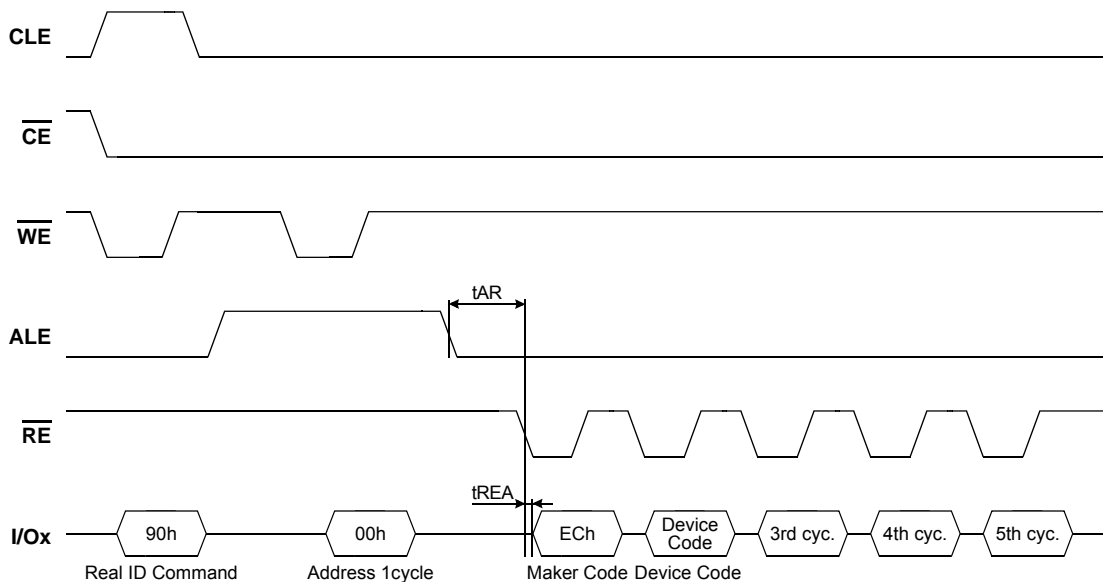 CLE
CE
WE
tAR
ALE
RE
tREA
I/Ox
90h
00h
ECh
Device
Code
3rd cyc.
4th cyc.
5th cyc.
Real ID Command
Address 1cycle
Maker Code Device Code